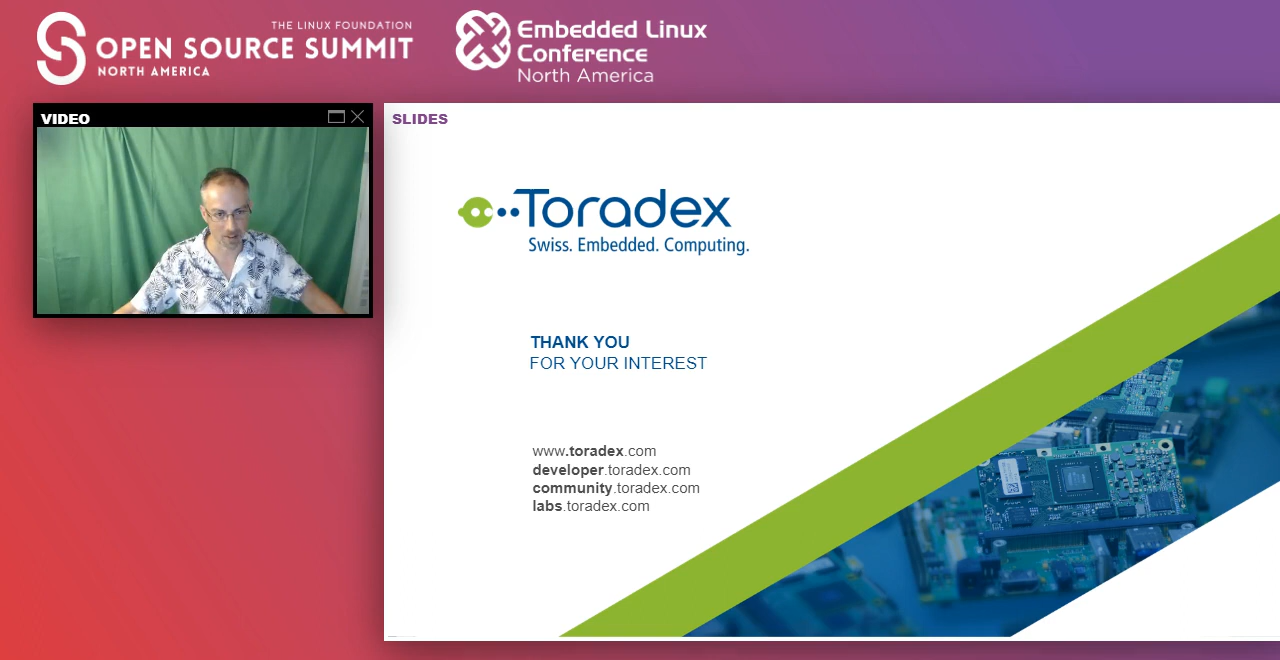 THE LINUX FOUNDATION
OPEN SOURCE SUMMIT
NORTH AMERICA
Embedded Linux
Conference
North America
VIDEO
SLIDES
Toradex
Swiss. Embedded. Computing.
THANK YOU
FOR YOUR INTEREST
www.toradex.com
developer.toradex.com
community.toradex.com
labs.toradex.com